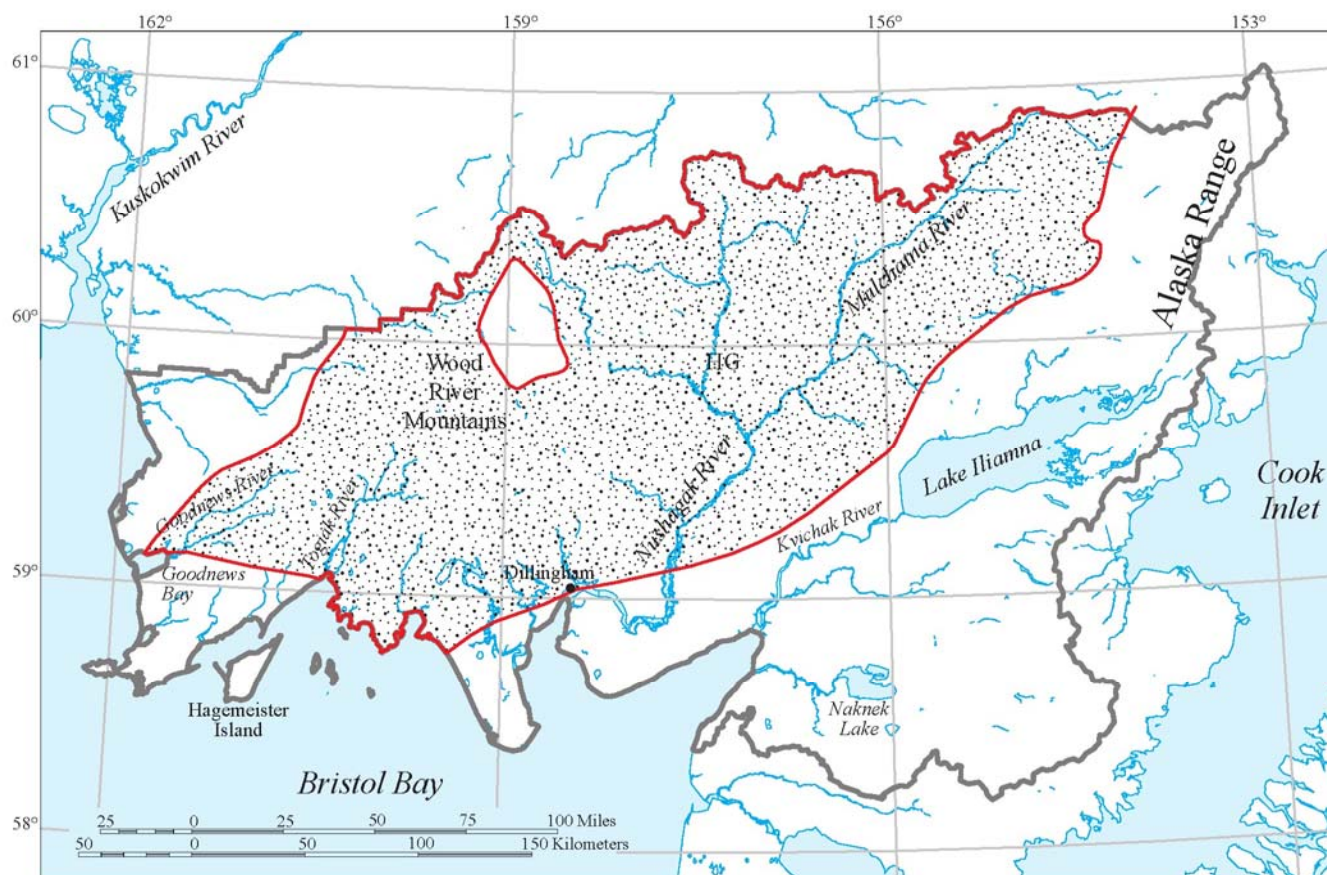 162°
159°
156°
153°
61°
60°
59°
58°
Kuskokwim River
Alaska Range
Mulchatna River
Wood
River
Mountains
HG
Lake Iliamna
Cook
Inlet
Goodnews River
Togiak River
Nushagak River
Kvichak River
Goodnews
Bay
Dillingham
Hagemeister
Island
Naknek
Lake
Bristol Bay
25 0 25 50 75 100 Miles
50 0 50 100 150 Kilometers